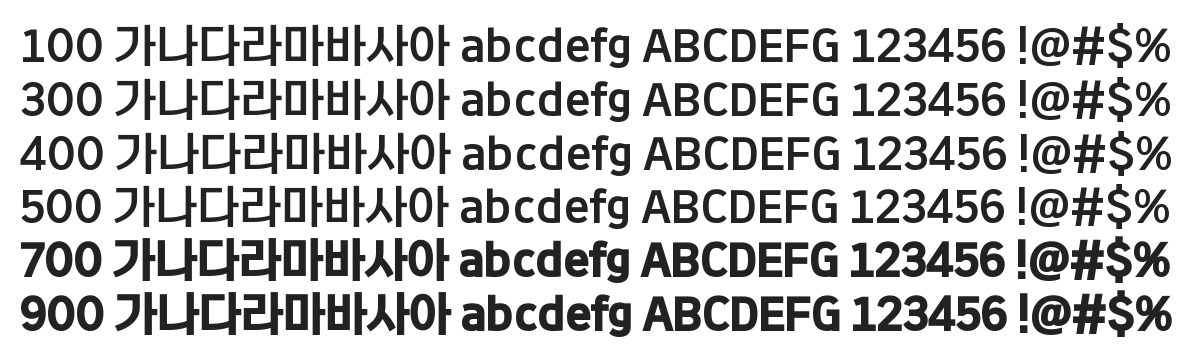 100 가나다라마바사아 abcdefg ABCDEFG 123456 !@#$%
300 가나다라마바사아 abcdefg ABCDEFG 123456 !@#$%
400 가나다라마바사아 abcdefg ABCDEFG 123456 !@#$%
500 가나다라마바사아 abcdefg ABCDEFG 123456 !@#$%
700 가나다라마바사아 abcdefg ABCDEFG 123456 !@#$%
900 가나다라마바사아 abcdefg ABCDEFG 123456 !@#$%